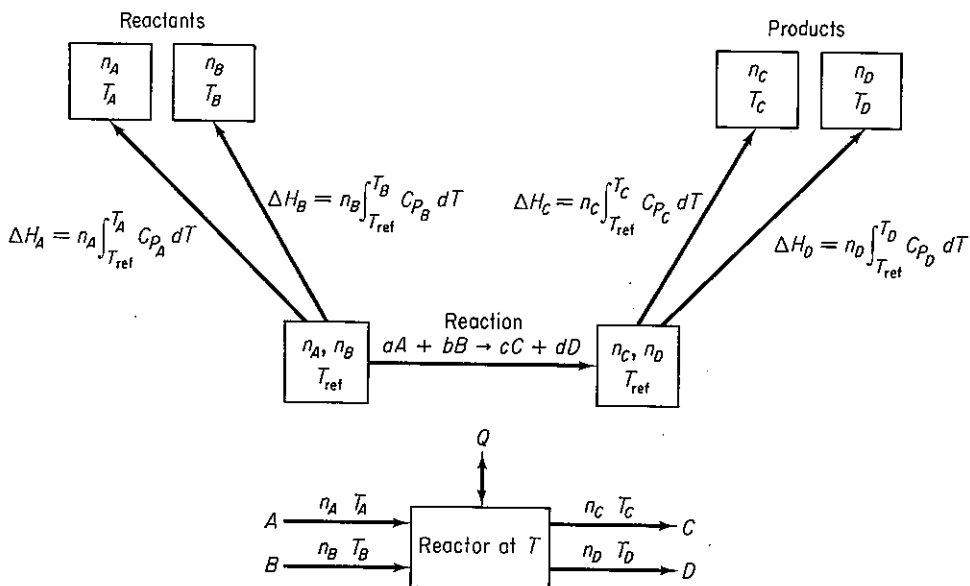 Reactants
Products
n_A
T_A
n_B
T_B
n_C
T_C
n_D
T_D
ΔH_A = n_A ∫_{T_ref}^{T_A} C_{P_A} dT
ΔH_B = n_B ∫_{T_ref}^{T_B} C_{P_B} dT
ΔH_C = n_C ∫_{T_ref}^{T_C} C_{P_C} dT
ΔH_D = n_D ∫_{T_ref}^{T_D} C_{P_D} dT
n_A, n_B
T_ref
Reaction
aA + bB → cC + dD
n_C, n_D
T_ref
Q
A n_A T_A
B n_B T_B
Reactor at T
n_C T_C C
n_D T_D D